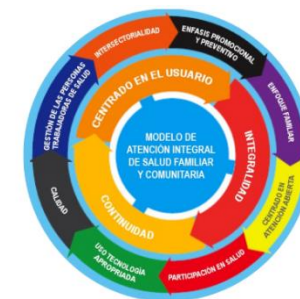 MODELO DE
ATENCIÓN INTEGRAL
DE SALUD FAMILIAR
Y COMUNITARIA
CENTRADO EN EL USUARIO
INTEGRALIDAD
CONTINUIDAD
INTERSECTORIALIDAD
ENFASIS PROMOCIONAL
Y PREVENTIVO
ENFOQUE FAMILIAR
CENTRADO EN
ATENCIÓN ABIERTA
PARTICIPACIÓN EN SALUD
USO TECNOLOGÍA
APROPIADA
CALIDAD
GESTIÓN DE LAS PERSONAS
TRABAJADORAS DE SALUD